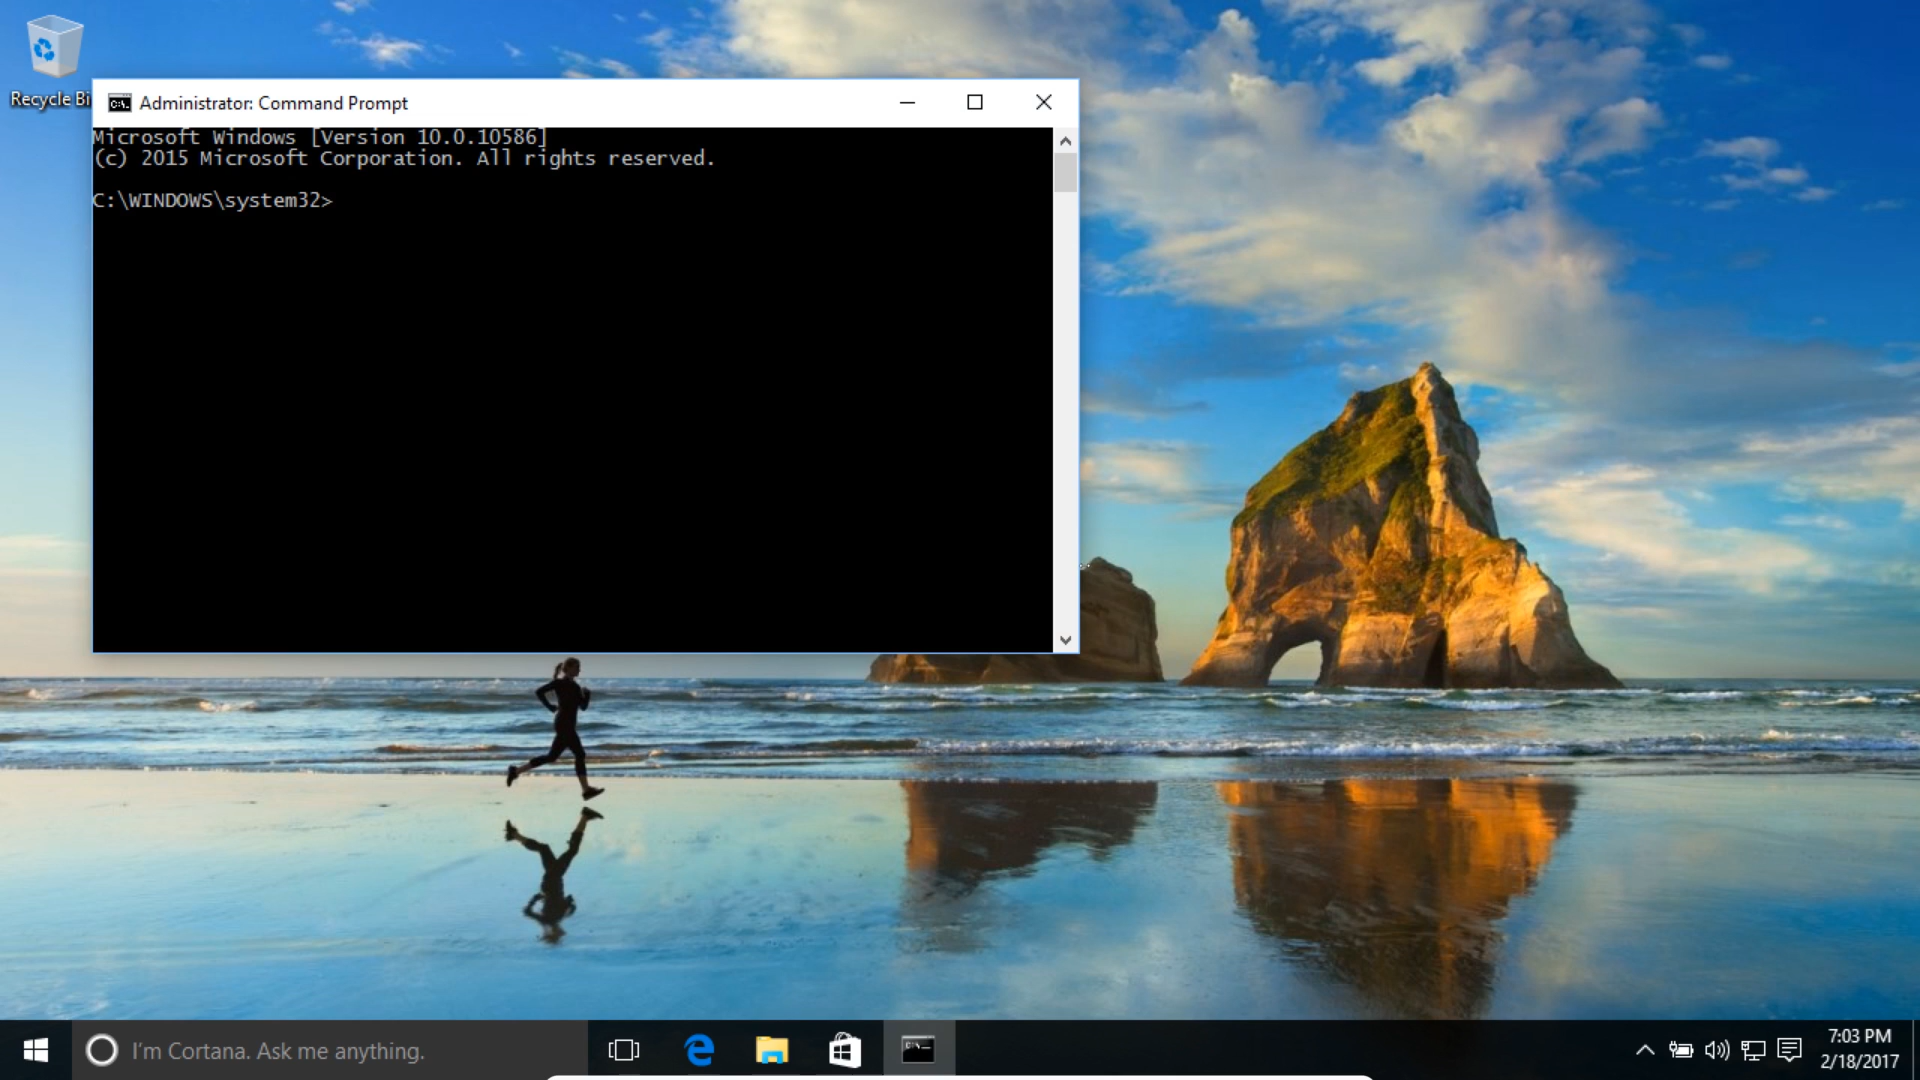 Recycle Bi
Administrator: Command Prompt
Microsoft Windows [Version 10.0.10586]
(c) 2015 Microsoft Corporation. All rights reserved.
C:\WINDOWS\system32>
I'm Cortana. Ask me anything.
7:03 PM
2/18/2017